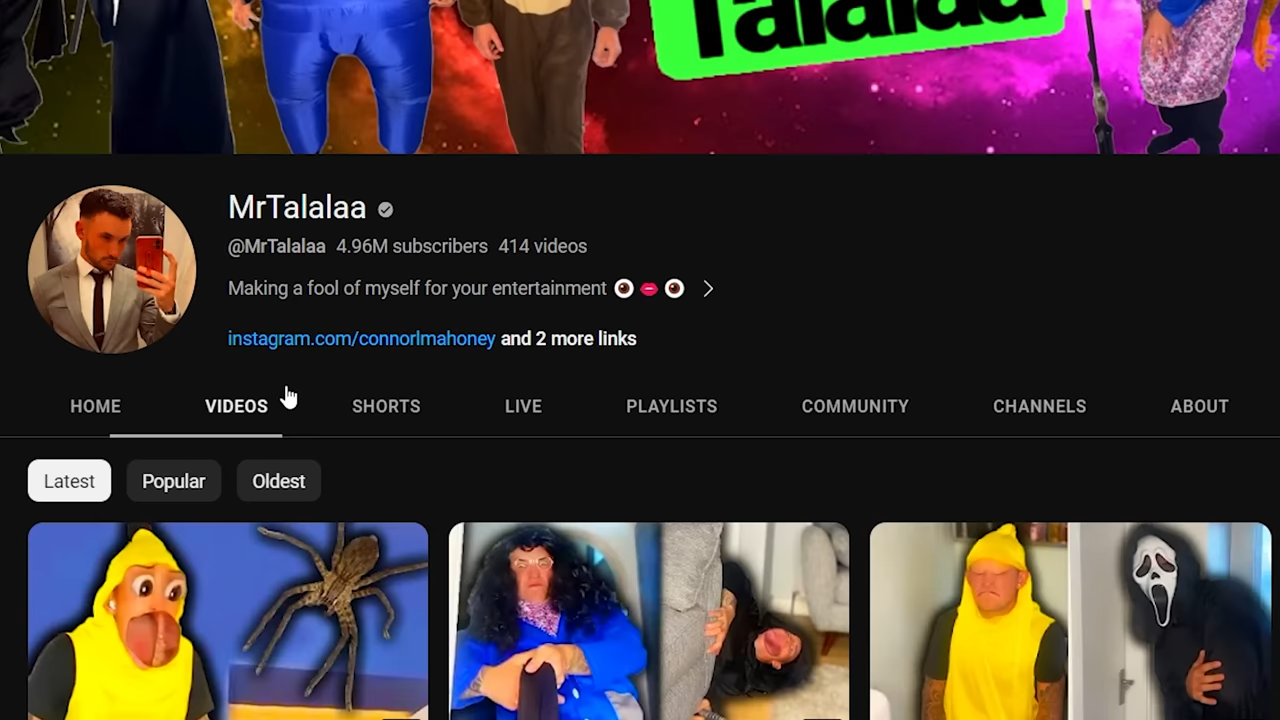 Talalaa
MrTalalaa
@MrTalalaa 4.96M subscribers 414 videos
Making a fool of myself for your entertainment 👁️👄👁️ >
instagram.com/connorlmahoney and 2 more links
HOME VIDEOS SHORTS LIVE PLAYLISTS COMMUNITY CHANNELS ABOUT
Latest Popular Oldest